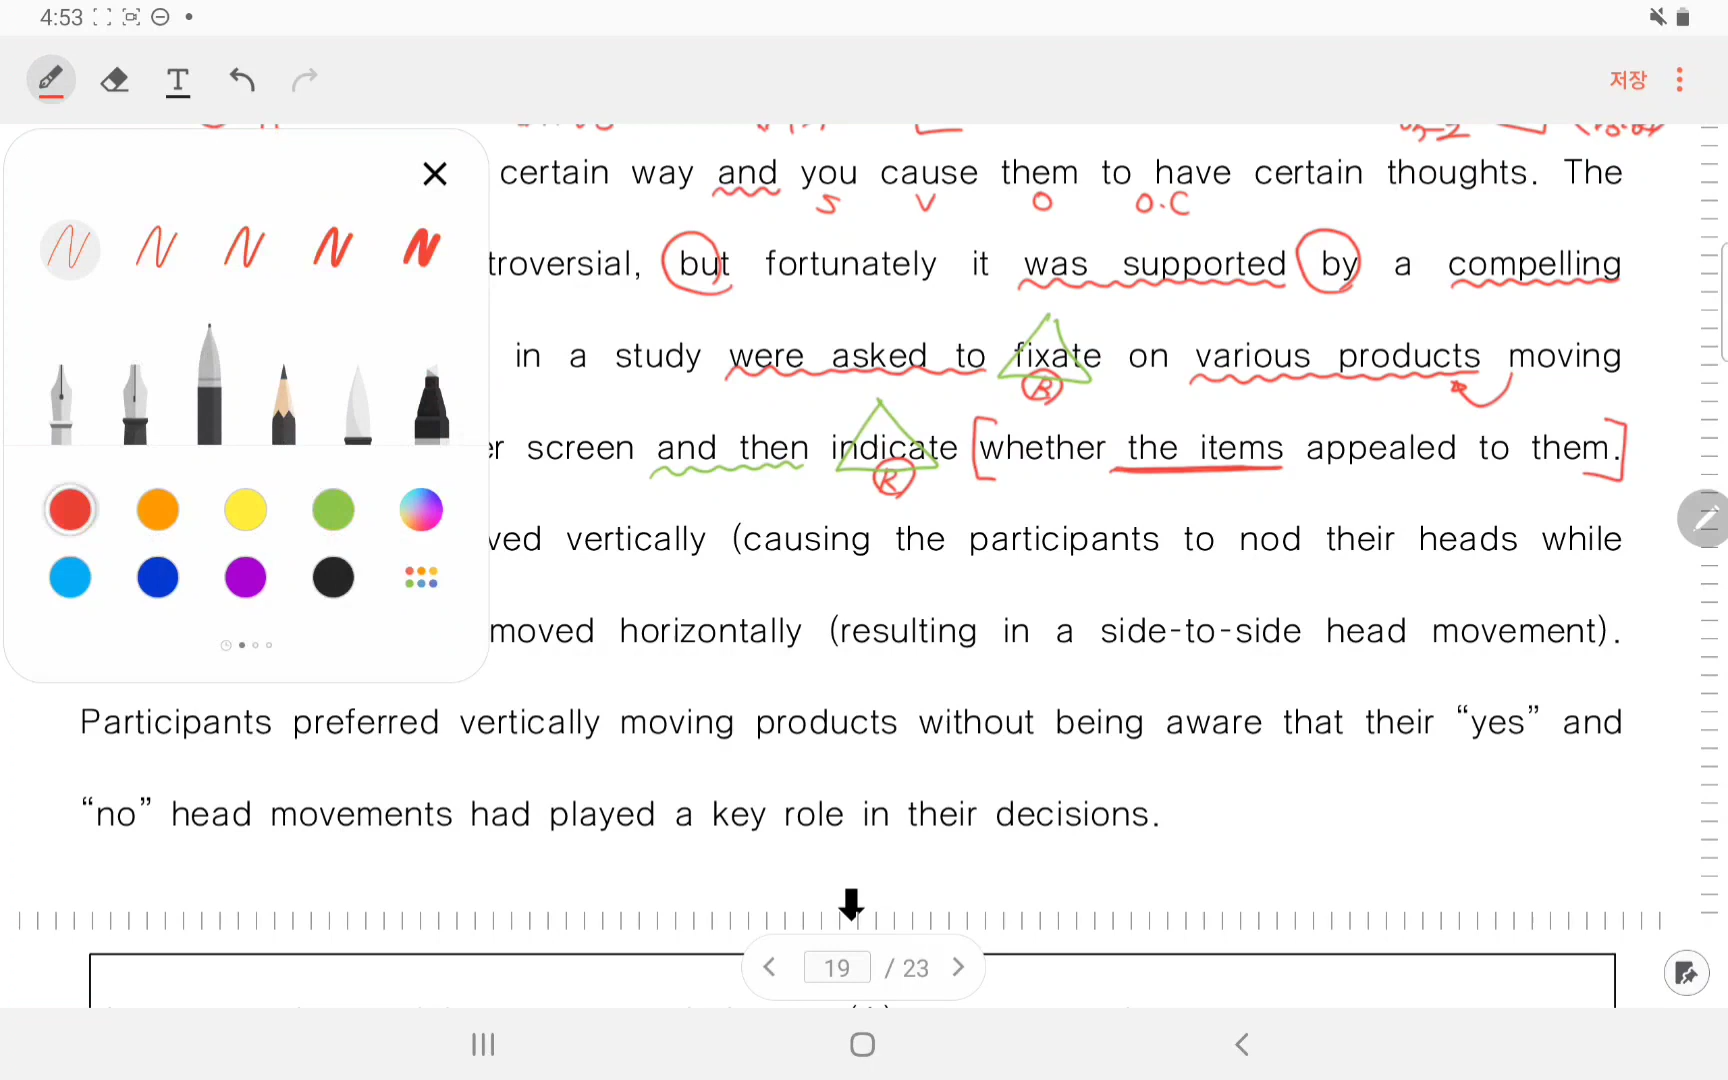 4:53
저장
certain way and you cause them to have certain thoughts. The
S V O O.C
troversial, but fortunately it was supported by a compelling
in a study were asked to fixate on various products moving
R
er screen and then indicate [whether the items appealed to them.]
R
ved vertically (causing the participants to nod their heads while
moved horizontally (resulting in a side-to-side head movement).
Participants preferred vertically moving products without being aware that their “yes” and
“no” head movements had played a key role in their decisions.
19 / 23